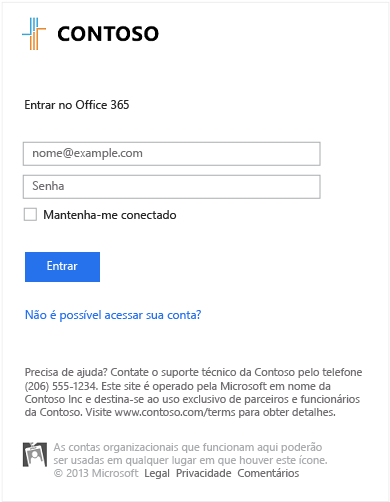 CONTOSO
Entrar no Office 365
nome@example.com
Senha
Mantenha-me conectado
Entrar
Não é possível acessar sua conta?
Precisa de ajuda? Contate o suporte técnico da Contoso pelo telefone
(206) 555-1234. Este site é operado pela Microsoft em nome da
Contoso Inc e destina-se ao uso exclusivo de parceiros e funcionários
da Contoso. Visite www.contoso.com/terms para obter detalhes.
As contas organizacionais que funcionam aqui poderão
ser usadas em qualquer lugar em que houver este ícone.
© 2013 Microsoft Legal Privacidade Comentários